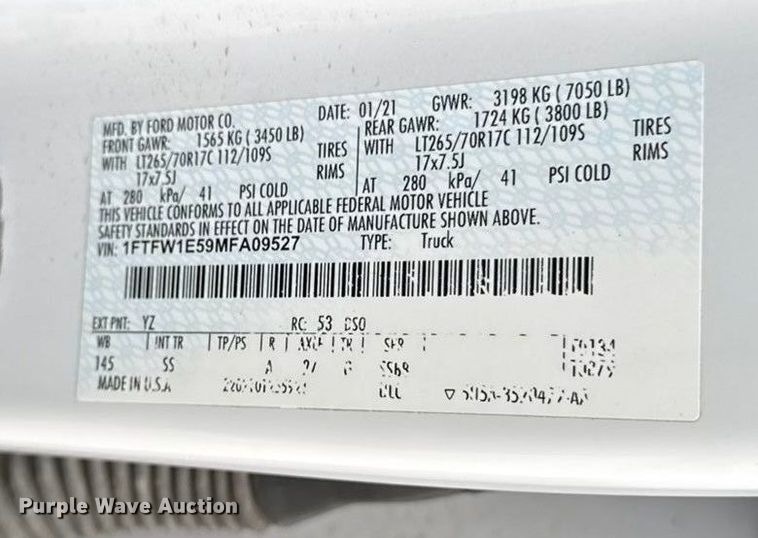 MFD. BY FORD MOTOR CO. DATE: 01/21 GVWR: 3198 KG ( 7050 LB)
FRONT GAWR: 1565 KG ( 3450 LB) REAR GAWR: 1724 KG ( 3800 LB)
WITH LT265/70R17C 112/109S TIRES WITH LT265/70R17C 112/109S TIRES
17x7.5J RIMS 17x7.5J RIMS
AT 280 kPa/ 41 PSI COLD AT 280 kPa/ 41 PSI COLD
THIS VEHICLE CONFORMS TO ALL APPLICABLE FEDERAL MOTOR VEHICLE
SAFETY STANDARDS IN EFFECT ON THE DATE OF MANUFACTURE SHOWN ABOVE.
VIN: 1FTFW1E59MFA09527 TYPE: Truck
EXT PNT: YZ RC: 53 DSO
WB INT TR TP/PS R AXLE TR SPR
145 SS
MADE IN U.S.A
Purple Wave Auction